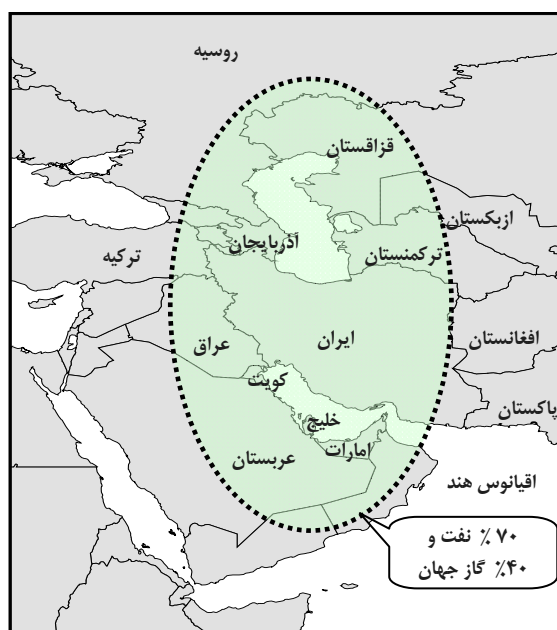 روسیه
قزاقستان
ازبکستان
آذربایجان
ترکمنستان
ترکیه
عراق
ایران
افغانستان
کویت
پاکستان
خلیج
امارات
عربستان
اقیانوس هند
۷۰٪ نفت و
۴۰٪ گاز جهان